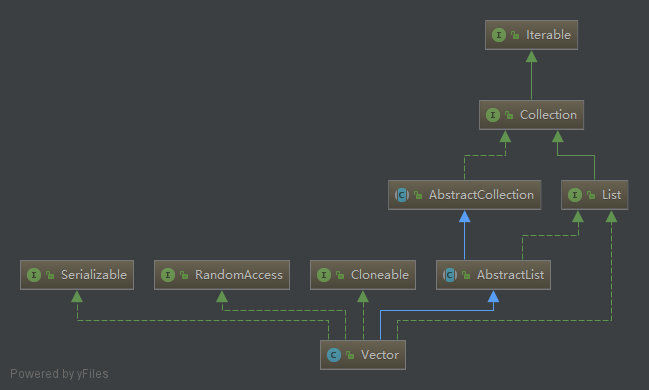 Iterable
Collection
AbstractCollection
List
Serializable
RandomAccess
Cloneable
AbstractList
Vector
Powered by yFiles